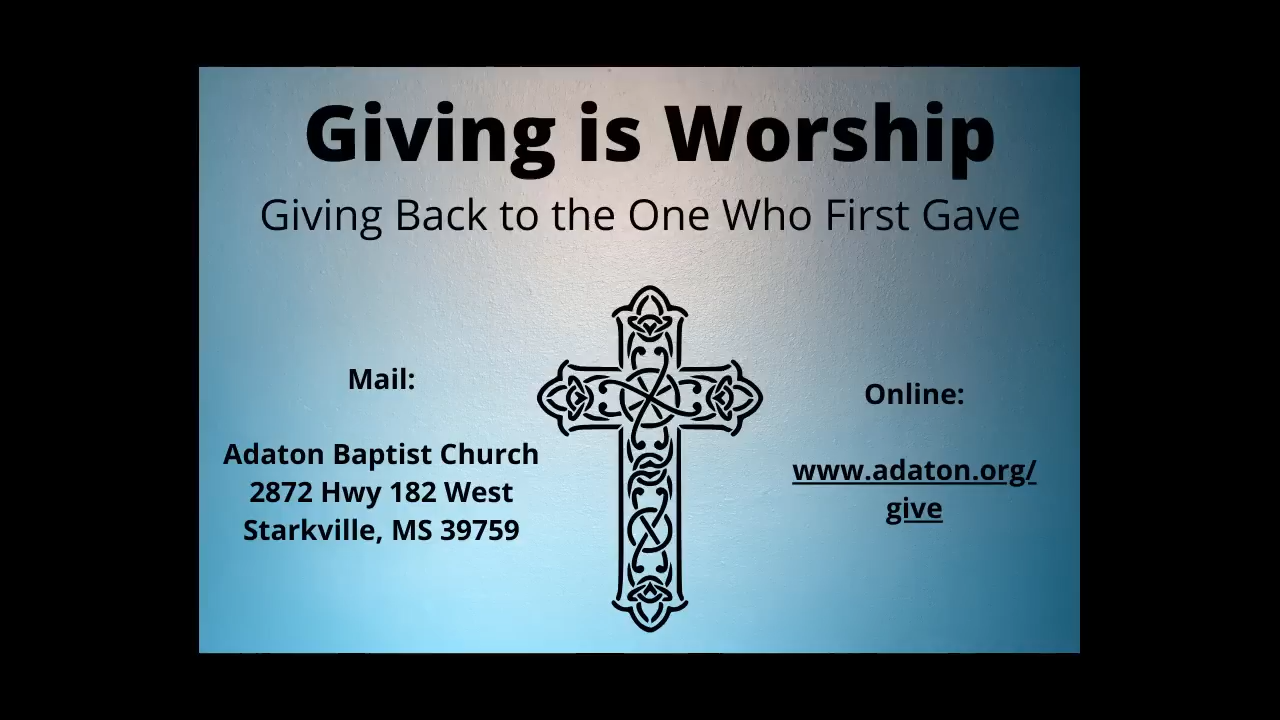 Giving is Worship
Giving Back to the One Who First Gave
Mail:
Adaton Baptist Church
2872 Hwy 182 West
Starkville, MS 39759
Online:
www.adaton.org/
give